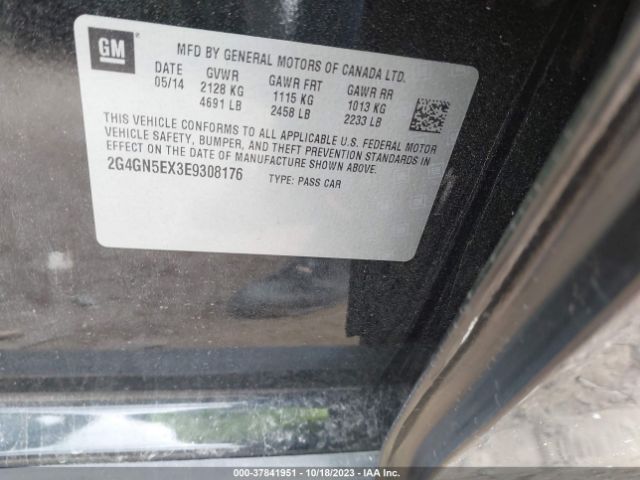 GM
MFD BY GENERAL MOTORS OF CANADA LTD.
DATE GVWR GAWR FRT GAWR RR
05/14 2128 KG 1115 KG 1013 KG
4691 LB 2458 LB 2233 LB
THIS VEHICLE CONFORMS TO ALL APPLICABLE U.S. FEDERAL MOTOR
VEHICLE SAFETY, BUMPER, AND THEFT PREVENTION STANDARDS IN
EFFECT ON THE DATE OF MANUFACTURE SHOWN ABOVE.
2G4GN5EX3E9308176 TYPE: PASS CAR
000-37841951 - 10/18/2023 - IAA Inc.